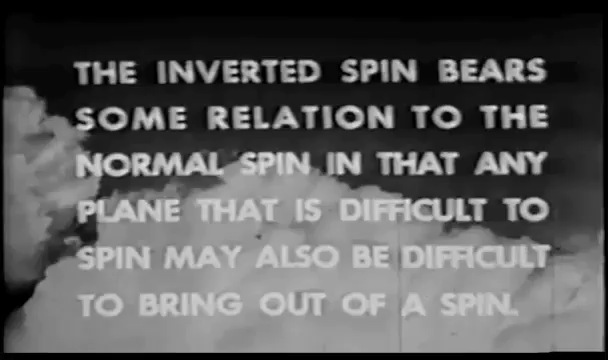 THE INVERTED SPIN BEARS
SOME RELATION TO THE
NORMAL SPIN IN THAT ANY
PLANE THAT IS DIFFICULT TO
SPIN MAY ALSO BE DIFFICULT
TO BRING OUT OF A SPIN.